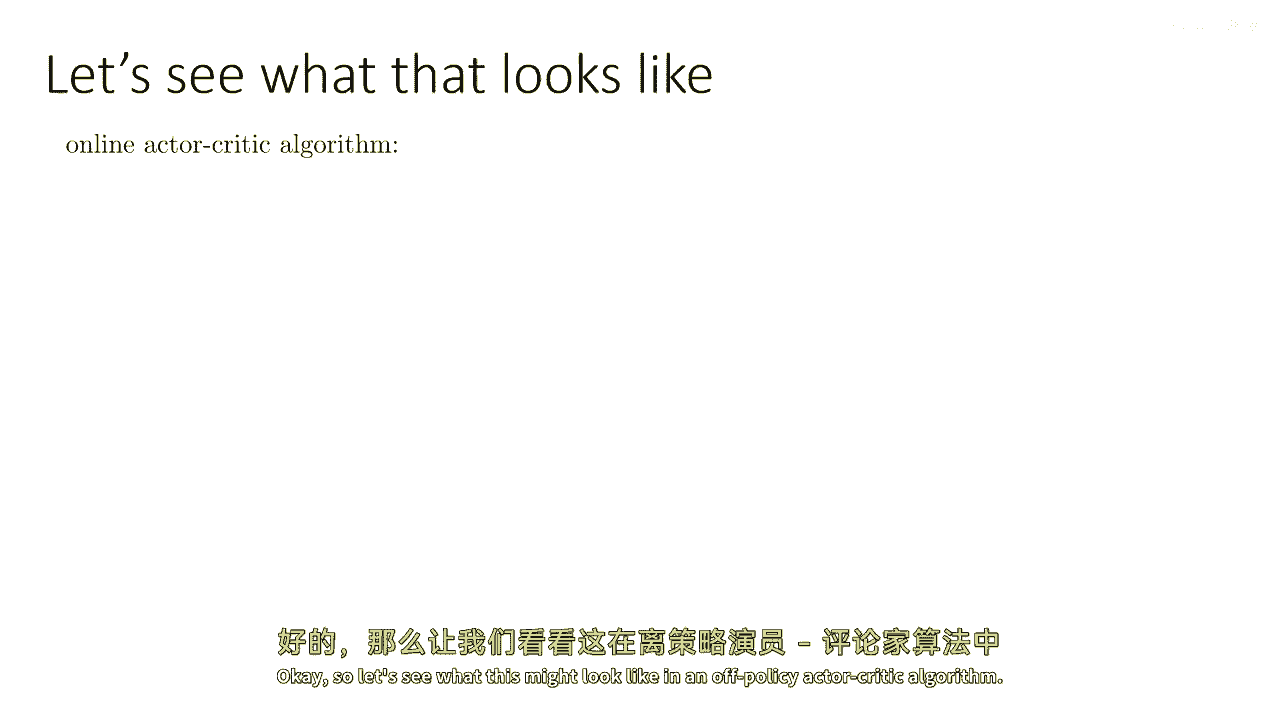 Let's see what that looks like
online actor-critic algorithm:
好的，那么让我们看看这在离策略演员 - 评论家算法中
Okay, so let's see what this might look like in an off-policy actor-critic algorithm.